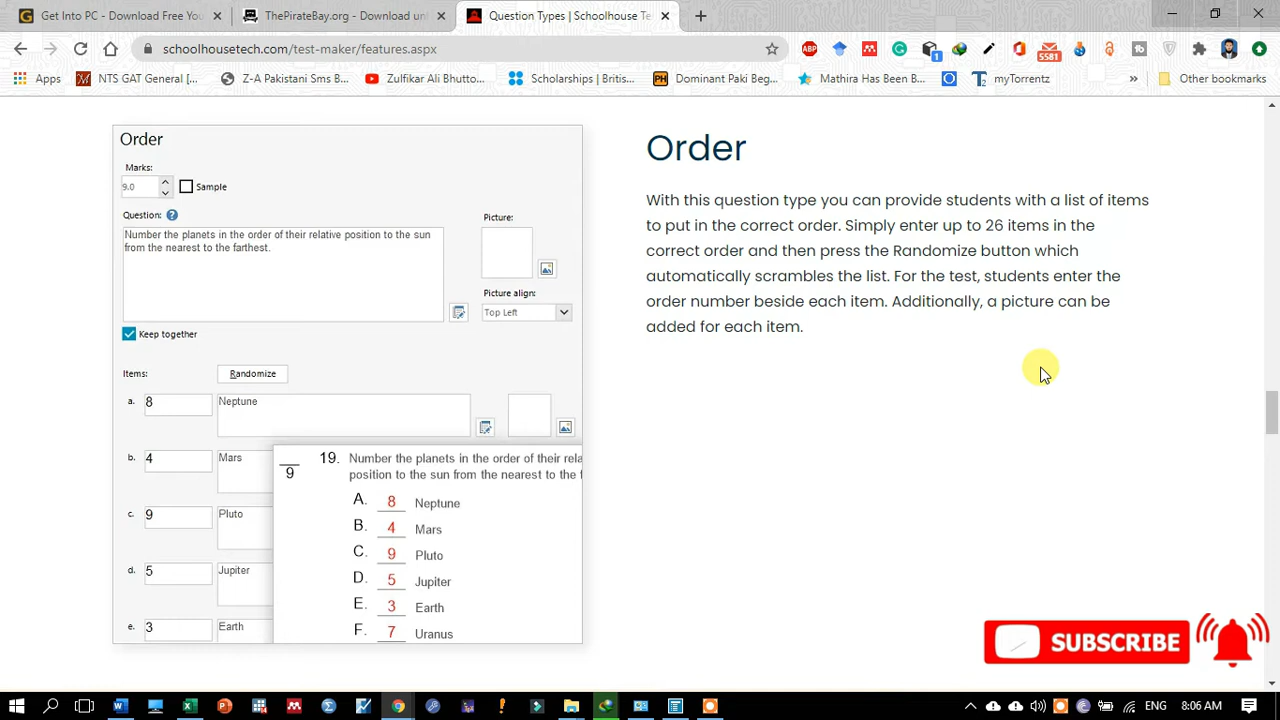 Get Into PC - Download Free Yo
ThePirateBay.org - Download unt
Question Types | Schoolhouse Te
schoolhousetech.com/test-maker/features.aspx
ABP
1
5581
Apps
NTS GAT General [...
Z-A Pakistani Sms B...
Zulfikar Ali Bhutto...
Scholarships | Britis...
PH
Dominant Paki Beg...
Mathira Has Been B...
myTorrentz
»
Other bookmarks
Order
Marks:
9.0
Sample
Question:
Number the planets in the order of their relative position to the sun
from the nearest to the farthest.
Picture:
Picture align:
Top Left
Keep together
Items:
Randomize
a. 8 Neptune
b. 4 Mars
c. 9 Pluto
d. 5 Jupiter
e. 3 Earth
9
19. Number the planets in the order of their rela
position to the sun from the nearest to the f
A. 8 Neptune
B. 4 Mars
C. 9 Pluto
D. 5 Jupiter
E. 3 Earth
F. 7 Uranus
Order
With this question type you can provide students with a list of items
to put in the correct order. Simply enter up to 26 items in the
correct order and then press the Randomize button which
automatically scrambles the list. For the test, students enter the
order number beside each item. Additionally, a picture can be
added for each item.
SUBSCRIBE
ENG
8:06 AM